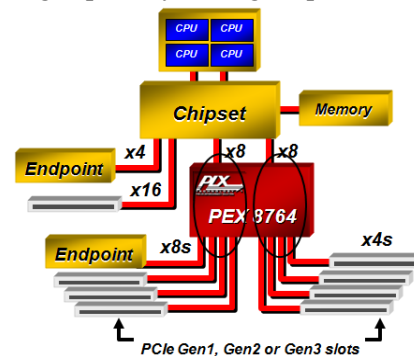 CPU CPU
CPU CPU
Chipset
Memory
x4
x8
x8
Endpoint
x16
PLX
PEX 8764
Endpoint
x8s
x4s
PCIe Gen1, Gen2 or Gen3 slots